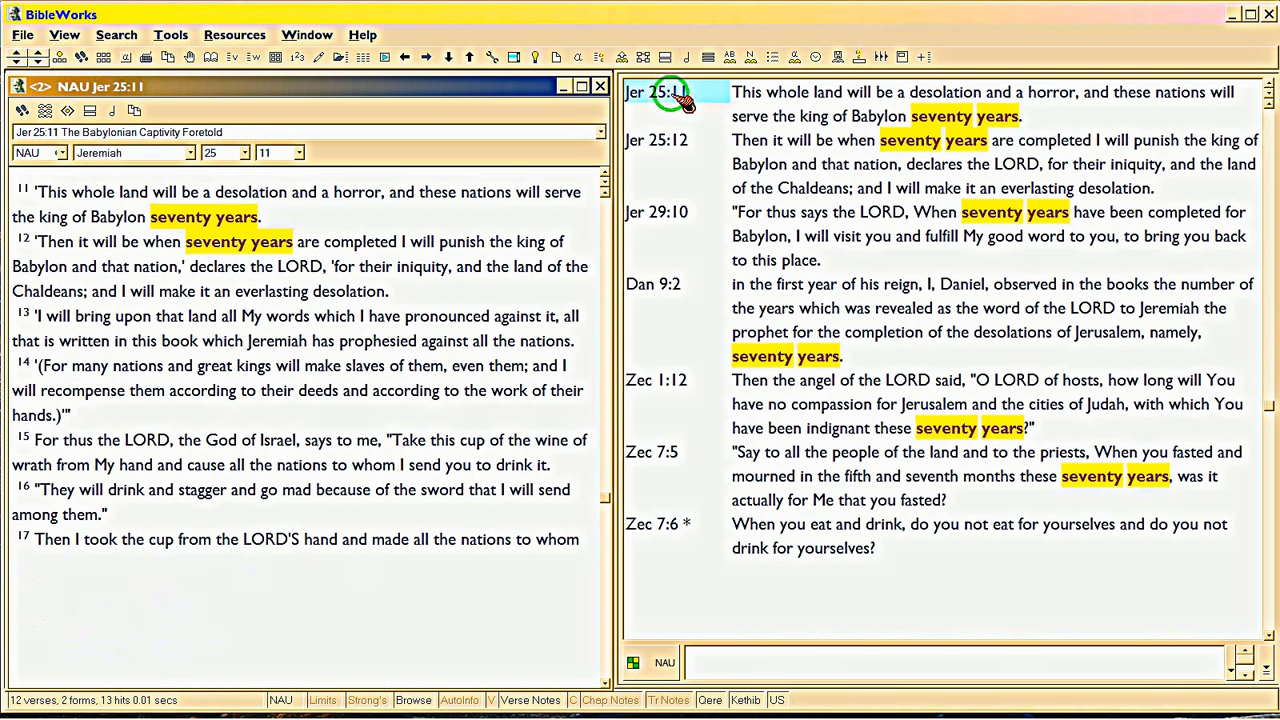 BibleWorks
File View Search Tools Resources Window Help
<2> NAU Jer 25:11
Jer 25:11 The Babylonian Captivity Foretold
NAU Jeremiah 25 11
11 'This whole land will be a desolation and a horror, and these nations will serve
the king of Babylon seventy years.
12 'Then it will be when seventy years are completed I will punish the king of
Babylon and that nation,' declares the LORD, 'for their iniquity, and the land of the
Chaldeans; and I will make it an everlasting desolation.
13 'I will bring upon that land all My words which I have pronounced against it, all
that is written in this book which Jeremiah has prophesied against all the nations.
14 '(For many nations and great kings will make slaves of them, even them; and I
will recompense them according to their deeds and according to the work of their
hands.)'"
15 For thus the LORD, the God of Israel, says to me, "Take this cup of the wine of
wrath from My hand and cause all the nations to whom I send you to drink it.
16 "They will drink and stagger and go mad because of the sword that I will send
among them."
17 Then I took the cup from the LORD'S hand and made all the nations to whom
Jer 25:11 This whole land will be a desolation and a horror, and these nations will
serve the king of Babylon seventy years.
Jer 25:12 Then it will be when seventy years are completed I will punish the king of
Babylon and that nation, declares the LORD, for their iniquity, and the land
of the Chaldeans; and I will make it an everlasting desolation.
Jer 29:10 "For thus says the LORD, When seventy years have been completed for
Babylon, I will visit you and fulfill My good word to you, to bring you back
to this place.
Dan 9:2 in the first year of his reign, I, Daniel, observed in the books the number of
the years which was revealed as the word of the LORD to Jeremiah the
prophet for the completion of the desolations of Jerusalem, namely,
seventy years.
Zec 1:12 Then the angel of the LORD said, "O LORD of hosts, how long will You
have no compassion for Jerusalem and the cities of Judah, with which You
have been indignant these seventy years?"
Zec 7:5 "Say to all the people of the land and to the priests, When you fasted and
mourned in the fifth and seventh months these seventy years, was it
actually for Me that you fasted?
Zec 7:6 * When you eat and drink, do you not eat for yourselves and do you not
drink for yourselves?
NAU
12 verses, 2 forms, 13 hits 0.01 secs NAU Limits Strong's Browse AutoInfo V Verse Notes C Chap Notes Tr Notes Qere Kethib US